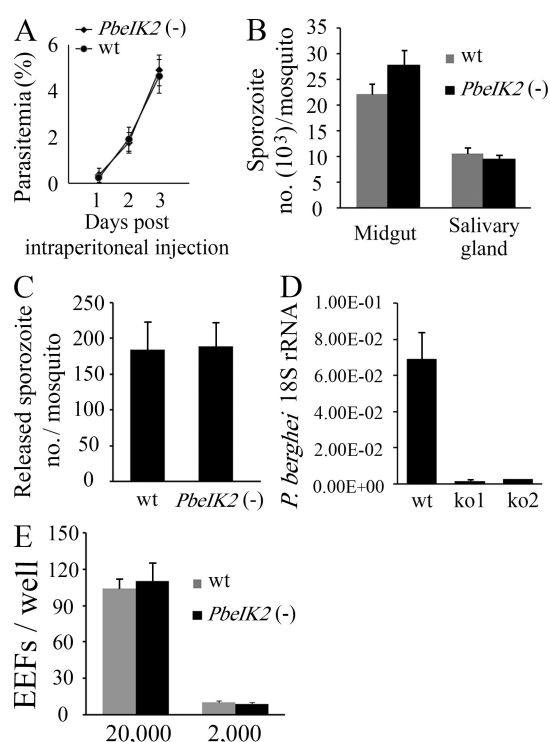 A
PbeIK2 (-)
wt
Parasitemia (%)
6
4
2
0
1 2 3
Days post
intraperitoneal injection
B
Sporozoite
no. (10³)/mosquito
35
30
25
20
15
10
5
0
wt
PbeIK2 (-)
Midgut
Salivary
gland
C
Released sporozoite
no./ mosquito
250
200
150
100
50
0
wt
PbeIK2 (-)
D
P. berghei 18S rRNA
1.00E-01
8.00E-02
6.00E-02
4.00E-02
2.00E-02
0.00E+00
wt ko1 ko2
E
EEFs / well
150
120
90
60
30
0
wt
PbeIK2 (-)
20,000 2,000